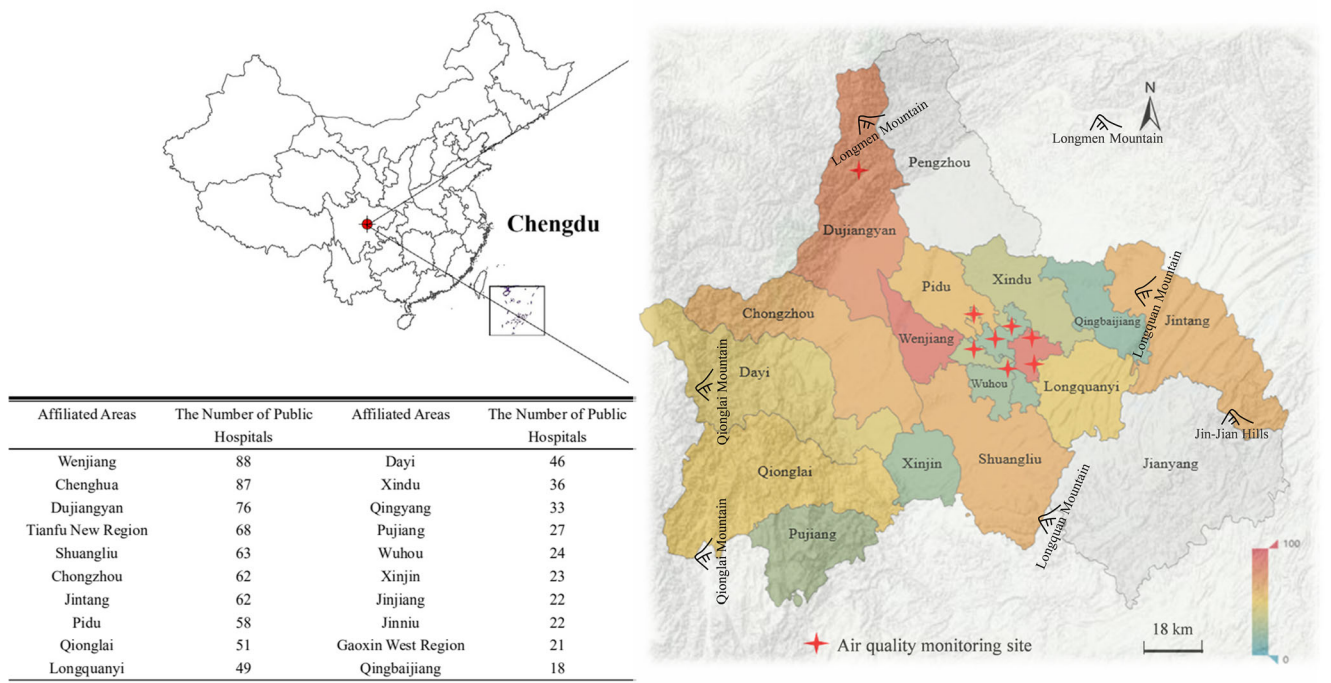 Chengdu
Affiliated Areas The Number of Public Hospitals Affiliated Areas The Number of Public Hospitals
Wenjiang 88 Dayi 46
Chenghua 87 Xindu 36
Dujiangyan 76 Qingyang 33
Tianfu New Region 68 Pujiang 27
Shuangliu 63 Wuhou 24
Chongzhou 62 Xinjin 23
Jintang 62 Jinjiang 22
Pidu 58 Jinniu 22
Qionglai 51 Gaoxin West Region 21
Longquanyi 49 Qingbaijiang 18
N
Longmen Mountain
Longmen Mountain
Pengzhou
Dujiangyan
Xindu
Pidu
Chongzhou
Qingbaijiang
Longquan Mountain
Jintang
Wenjiang
Qionglai Mountain
Dayi
Wuhou
Longquanyi
Jin-Jian Hills
Qionglai
Xinjin
Shuangliu
Jianyang
Longquan Mountain
Qionglai Mountain
Pujiang
100
0
18 km
Air quality monitoring site